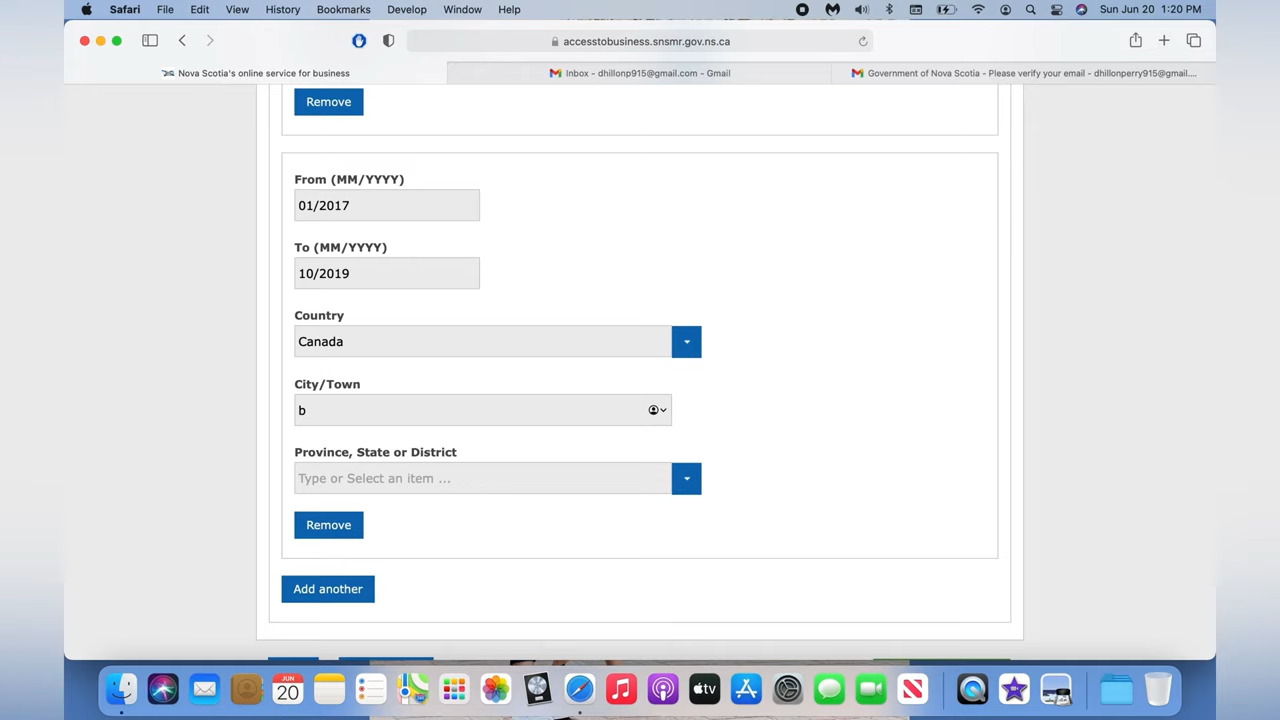 Safari File Edit View History Bookmarks Develop Window Help Sun Jun 20 1:20 PM
accesstobusiness.snsmr.gov.ns.ca
Nova Scotia's online service for business
Inbox - dhillonp915@gmail.com - Gmail
Government of Nova Scotia - Please verify your email - dhillonperry915@gmail....
Remove
From (MM/YYYY)
01/2017
To (MM/YYYY)
10/2019
Country
Canada
City/Town
b
Province, State or District
Type or Select an item ...
Remove
Add another
JUN
20
tv